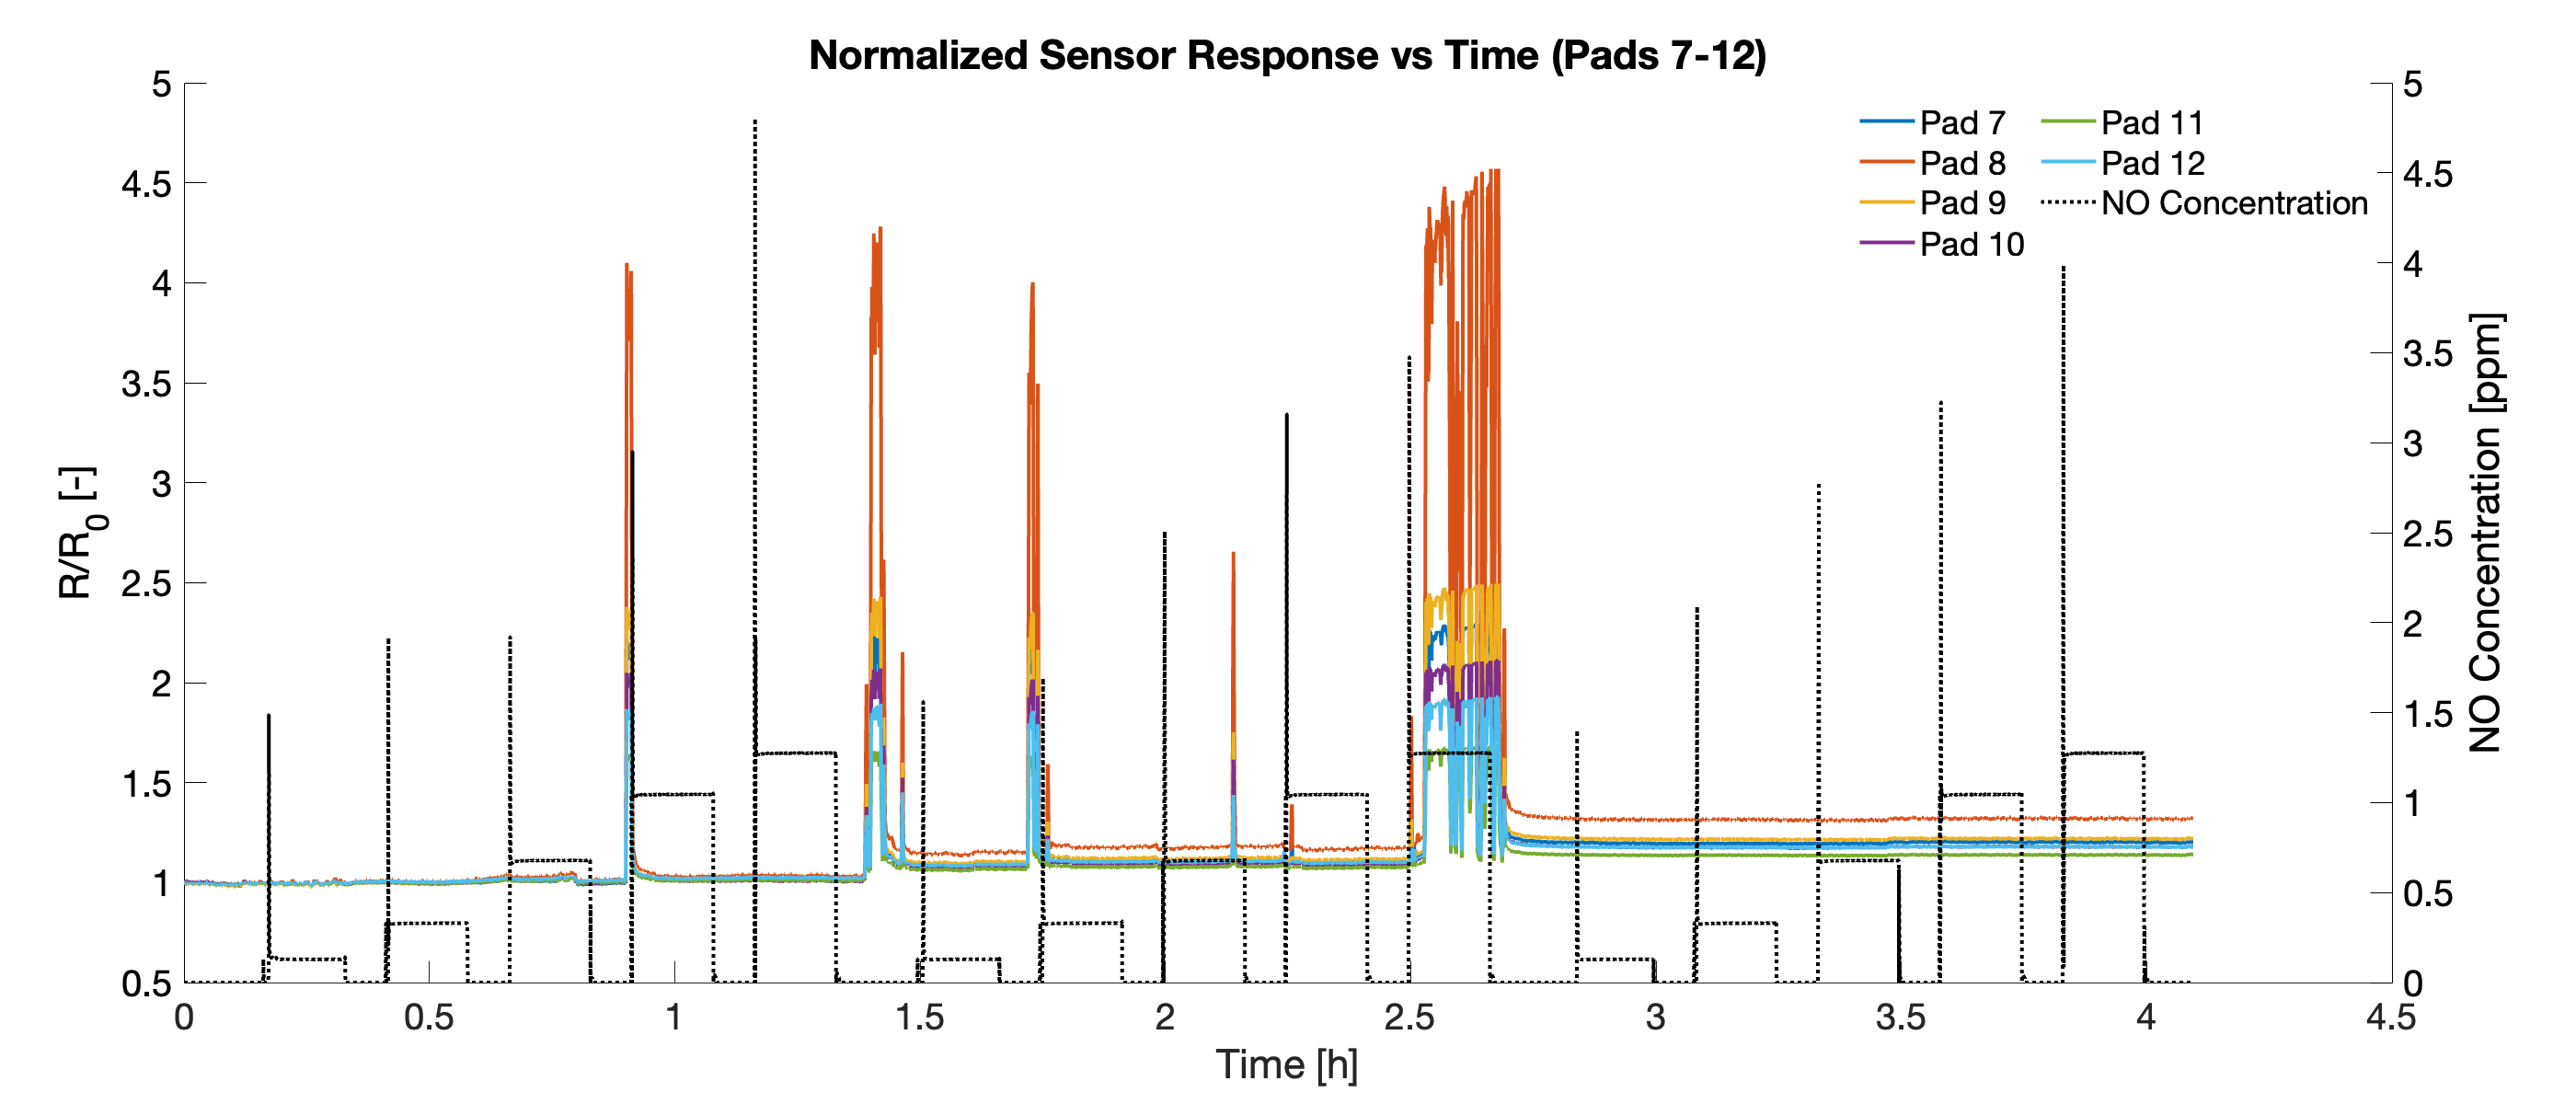 Normalized Sensor Response vs Time (Pads 7-12)
5
4.5
4
3.5
3
2.5
2
1.5
1
0.5
R/R0 [-]
0
0.5
1
1.5
2
2.5
3
3.5
4
4.5
Time [h]
5
4.5
4
3.5
3
2.5
2
1.5
1
0.5
0
NO Concentration [ppm]
Pad 7
Pad 8
Pad 9
Pad 10
Pad 11
Pad 12
NO Concentration